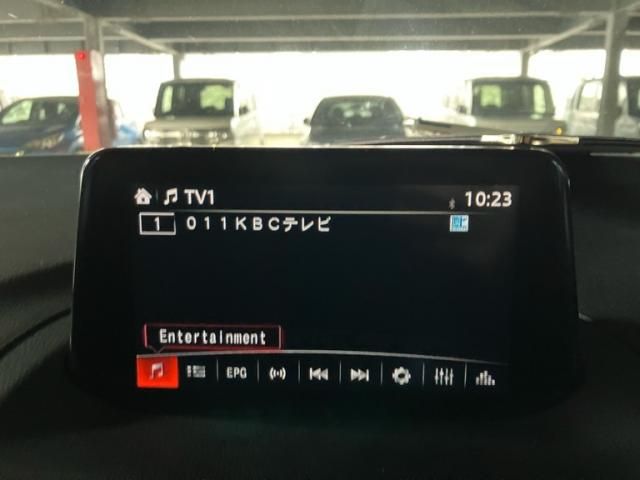 TV1 10:23
1 011KBCテレビ
Entertainment
EPG